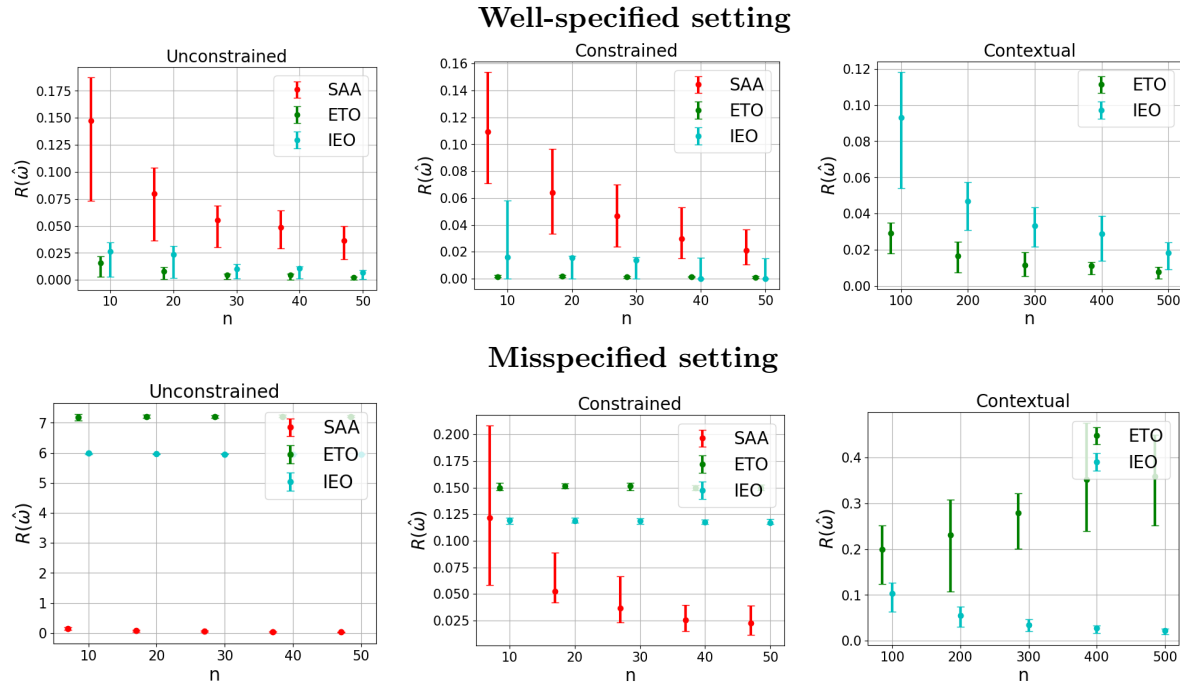 Well-specified setting
Unconstrained
SAA
ETO
IEO
R(ω̂)
0.175
0.150
0.125
0.100
0.075
0.050
0.025
0.000
10 20 30 40 50
n
Constrained
SAA
ETO
IEO
R(ω̂)
0.16
0.14
0.12
0.10
0.08
0.06
0.04
0.02
0.00
10 20 30 40 50
n
Contextual
ETO
IEO
R(ω̂)
0.12
0.10
0.08
0.06
0.04
0.02
0.00
100 200 300 400 500
n
Misspecified setting
Unconstrained
SAA
ETO
IEO
R(ω̂)
7
6
5
4
3
2
1
0
10 20 30 40 50
n
Constrained
SAA
ETO
IEO
R(ω̂)
0.200
0.175
0.150
0.125
0.100
0.075
0.050
0.025
10 20 30 40 50
n
Contextual
ETO
IEO
R(ω̂)
0.4
0.3
0.2
0.1
0.0
100 200 300 400 500
n